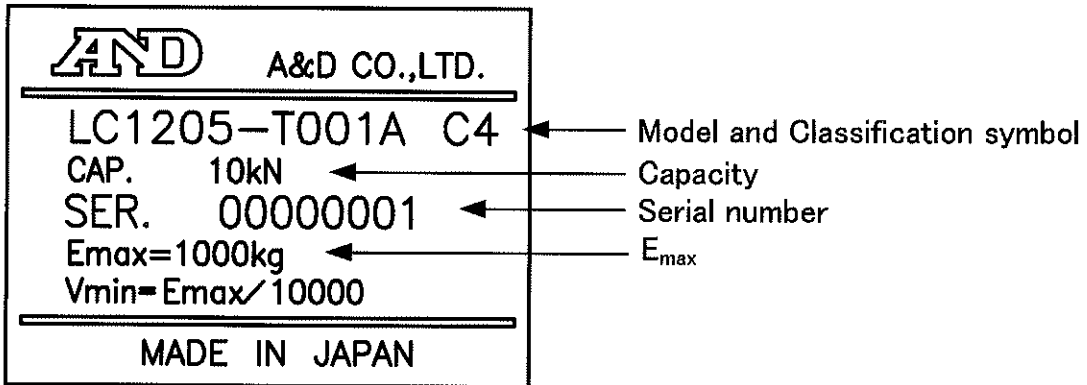 AND A&D CO.,LTD.
LC1205-T001A C4 Model and Classification symbol
CAP. 10kN Capacity
SER. 00000001 Serial number
Emax=1000kg Emax
Vmin=Emax/10000
MADE IN JAPAN